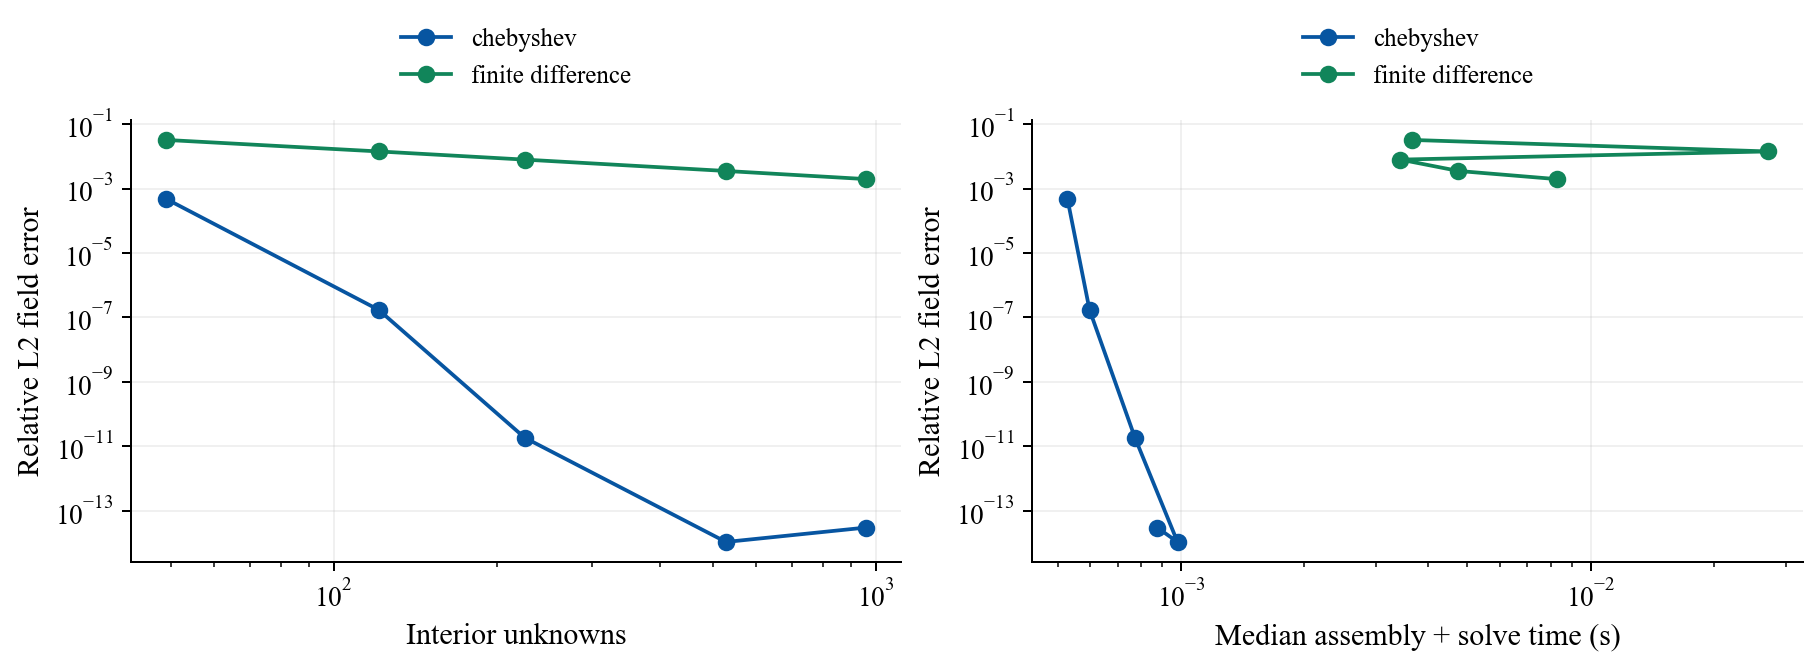 chebyshev
finite difference
10^−1
10^−3
10^−5
10^−7
10^−9
10^−11
10^−13
Relative L2 field error
10^2
10^3
Interior unknowns
chebyshev
finite difference
10^−1
10^−3
10^−5
10^−7
10^−9
10^−11
10^−13
Relative L2 field error
10^−3
10^−2
Median assembly + solve time (s)